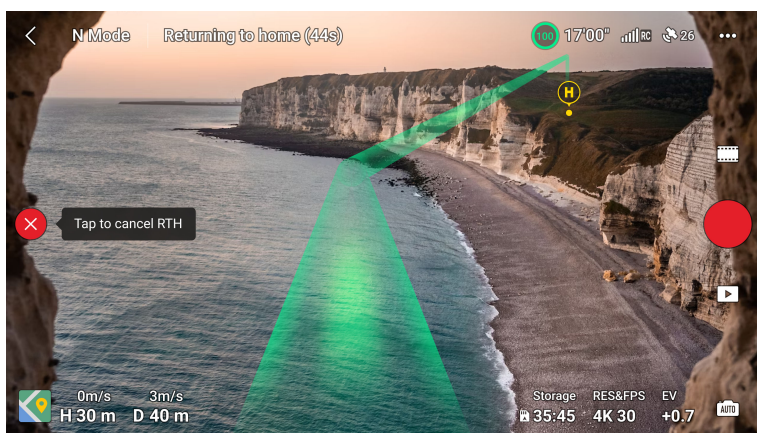 N Mode
Returning to home (44s)
100
17'00"
RC
26
H
Tap to cancel RTH
0m/s
3m/s
H 30 m
D 40 m
Storage
RES&FPS
EV
35:45
4K 30
+0.7
AUTO